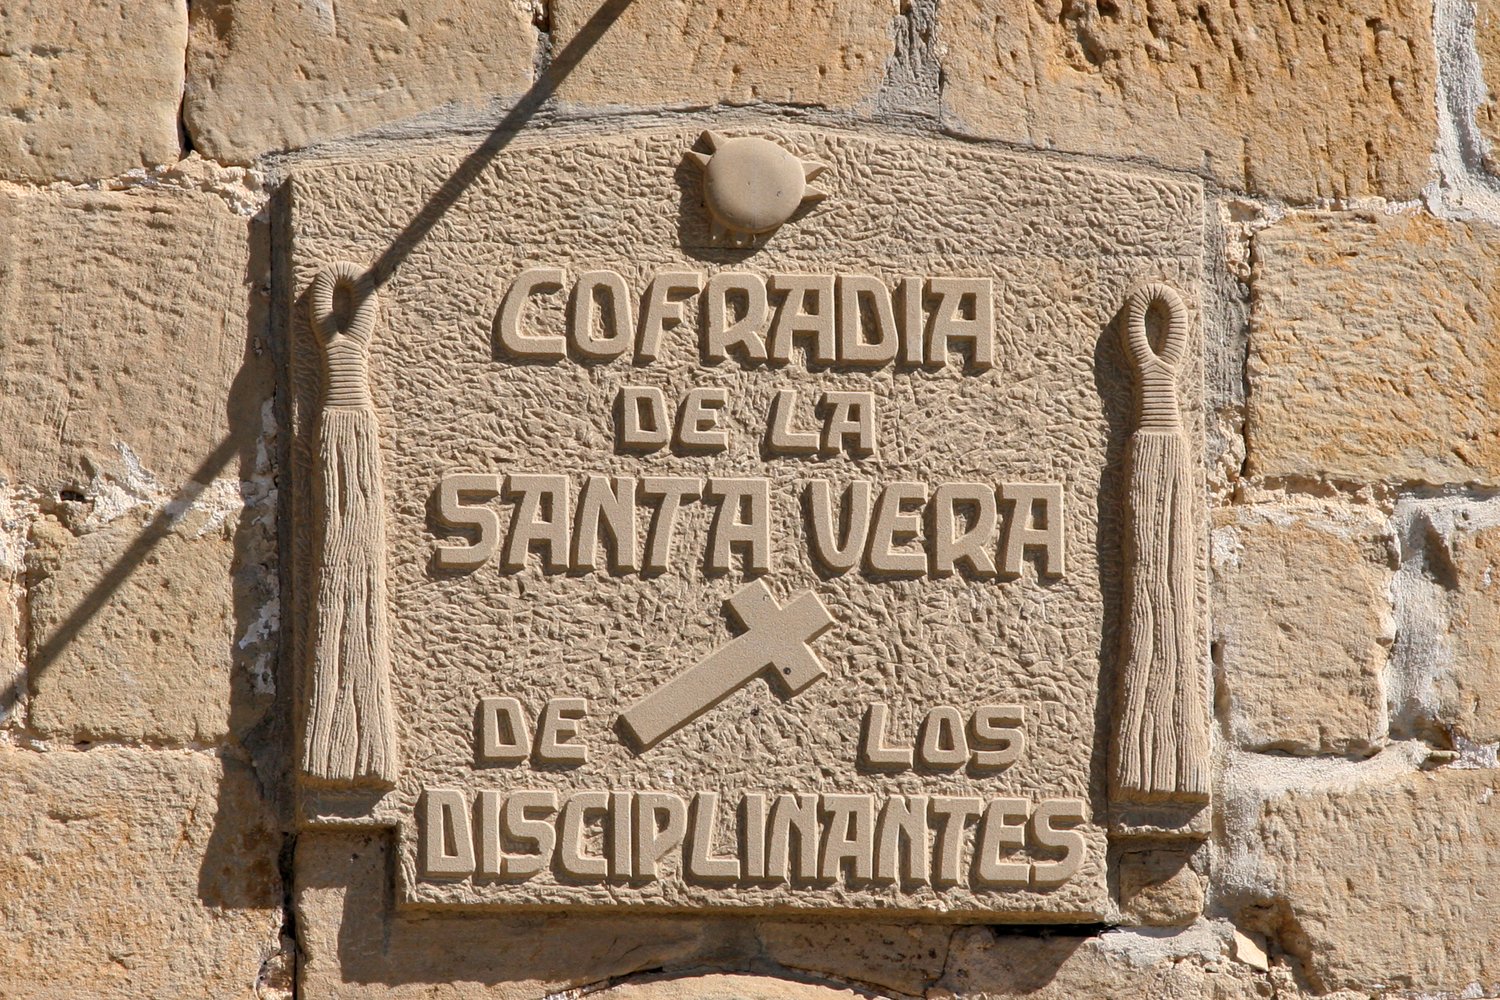 COFRADIA
DE LA
SANTA VERA
DE LOS
DISCIPLINANTES